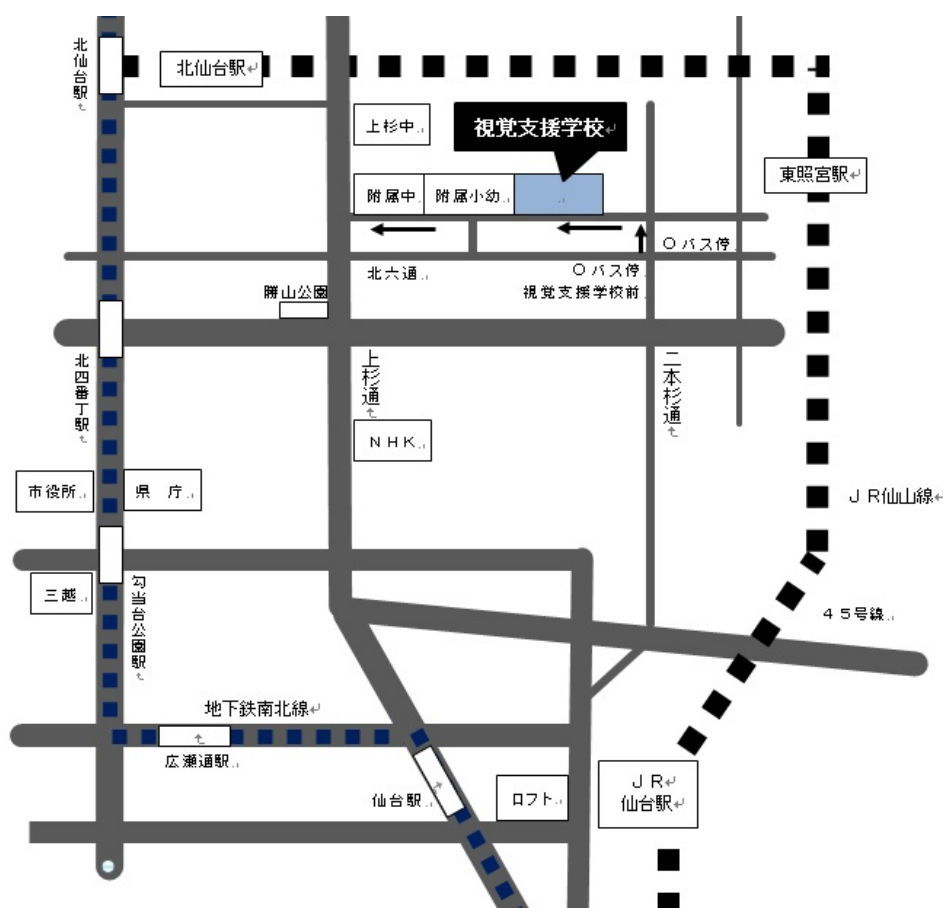 北仙台駅
北仙台駅
上杉中
視覚支援学校
東照宮駅
附属中
附属小幼
〇バス停
北六通
〇バス停
視覚支援学校前
勝山公園
北四番丁駅
上杉通
二本杉通
ＮＨＫ
市役所
県　庁
ＪＲ仙山線
三越
勾当台公園駅
４５号線
地下鉄南北線
広瀬通駅
仙台駅
ロフト
ＪＲ
仙台駅